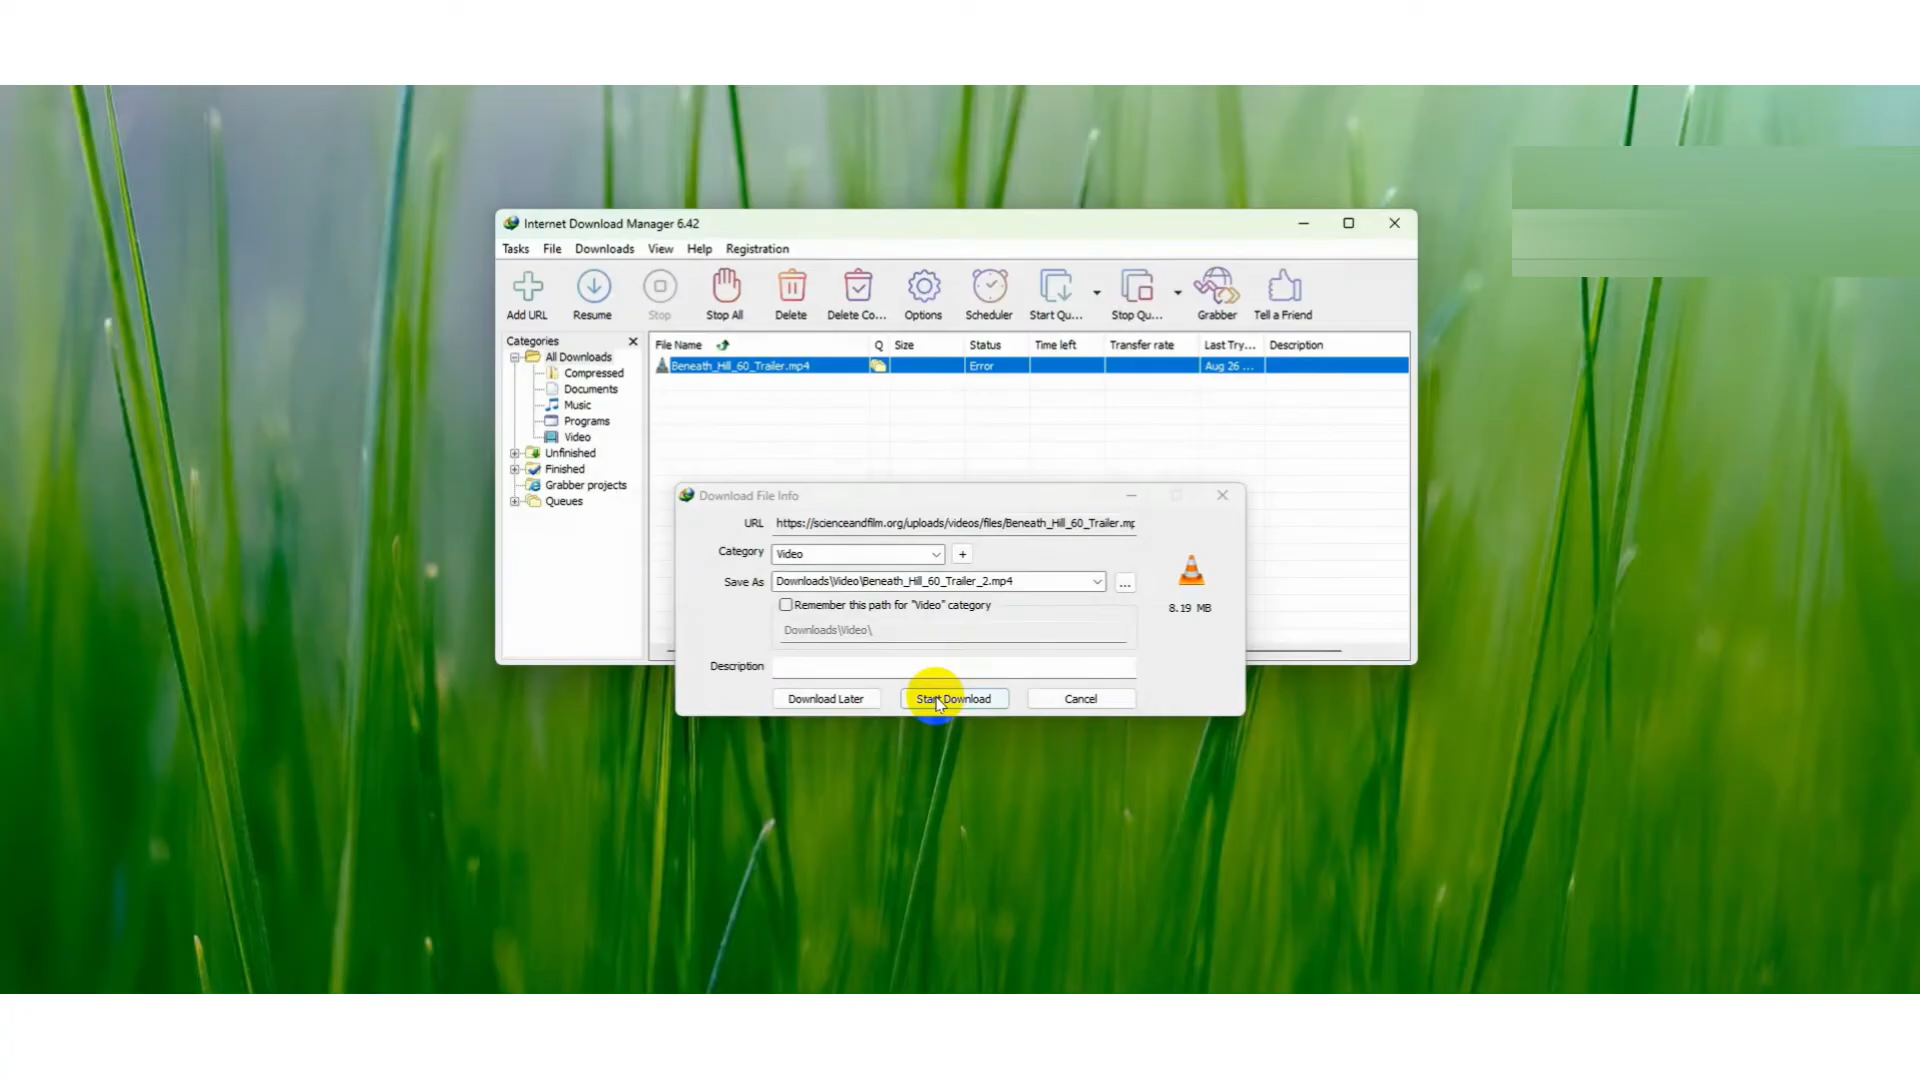 Internet Download Manager 6.42
Tasks File Downloads View Help Registration
Add URL Resume Stop Stop All Delete Delete Co... Options Scheduler Start Qu... Stop Qu... Grabber Tell a Friend
Categories
All Downloads
Compressed
Documents
Music
Programs
Video
Unfinished
Finished
Grabber projects
Queues
File Name Q Size Status Time left Transfer rate Last Try... Description
Beneath_Hill_60_Trailer.mp4 Error Aug 26 ...
Download File Info
URL https://scienceandfilm.org/uploads/videos/files/Beneath_Hill_60_Trailer.mp
Category Video +
Save As Downloads\Video\Beneath_Hill_60_Trailer_2.mp4 ...
Remember this path for "Video" category
Downloads\Video\
8.19 MB
Description
Download Later Start Download Cancel